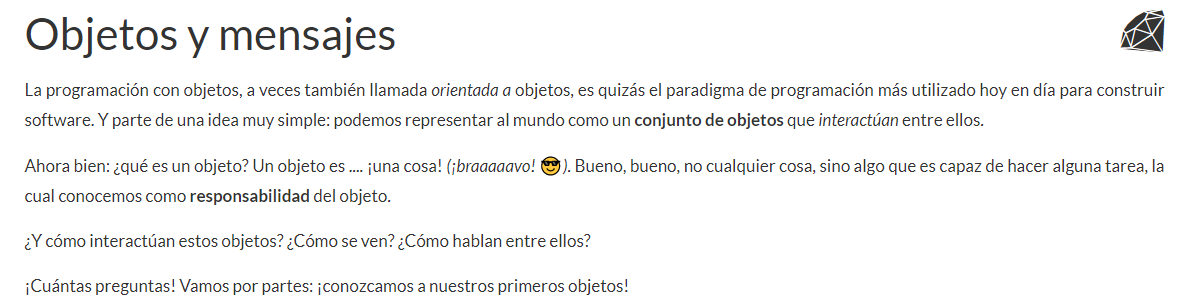 Objetos y mensajes
La programación con objetos, a veces también llamada orientada a objetos, es quizás el paradigma de programación más utilizado hoy en día para construir
software. Y parte de una idea muy simple: podemos representar al mundo como un conjunto de objetos que interactúan entre ellos.
Ahora bien: ¿qué es un objeto? Un objeto es .... ¡una cosa! (¡braaaaavo! 😎). Bueno, bueno, no cualquier cosa, sino algo que es capaz de hacer alguna tarea, la
cual conocemos como responsabilidad del objeto.
¿Y cómo interactúan estos objetos? ¿Cómo se ven? ¿Cómo hablan entre ellos?
¡Cuántas preguntas! Vamos por partes: ¡conozcamos a nuestros primeros objetos!